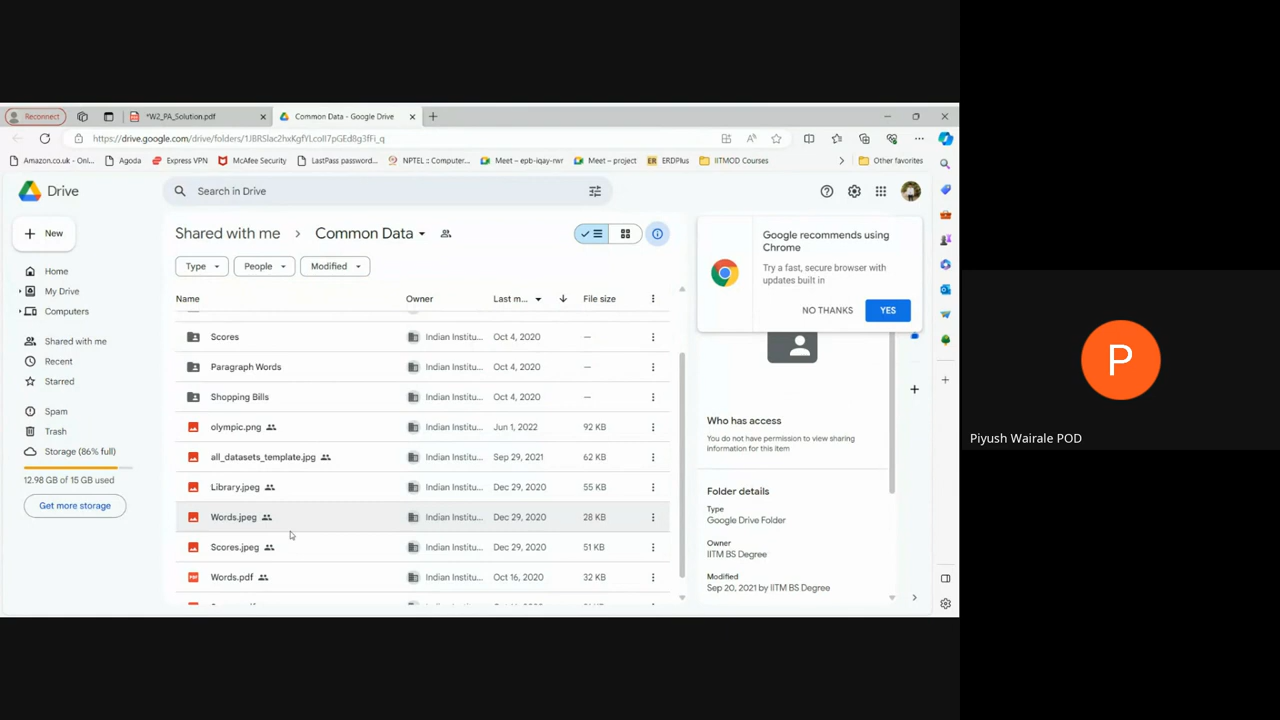 Reconnect
*W2_PA_Solution.pdf
Common Data - Google Drive
Amazon.co.uk - Onl...
Agoda
Express VPN
McAfee Security
LastPass password...
NPTEL :: Computer...
Meet – epb-iqay-rwr
Meet – project
ERDPlus
IITMOD Courses
Other favorites
Drive
Search in Drive
New
Home
My Drive
Computers
Shared with me
Recent
Starred
Spam
Trash
Storage (86% full)
12.98 GB of 15 GB used
Get more storage
Shared with me > Common Data
Type People Modified
Name Owner Last m... File size
Scores Indian Institu... Oct 4, 2020 –
Paragraph Words Indian Institu... Oct 4, 2020 –
Shopping Bills Indian Institu... Oct 4, 2020 –
olympic.png Indian Institu... Jun 1, 2022 92 KB
all_datasets_template.jpg Indian Institu... Sep 29, 2021 62 KB
Library.jpeg Indian Institu... Dec 29, 2020 55 KB
Words.jpeg Indian Institu... Dec 29, 2020 28 KB
Scores.jpeg Indian Institu... Dec 29, 2020 51 KB
Words.pdf Indian Institu... Oct 16, 2020 32 KB
Google recommends using
Chrome
Try a fast, secure browser with
updates built in
NO THANKS YES
Who has access
You do not have permission to view sharing
information for this item
Folder details
Type
Google Drive Folder
Owner
IITM BS Degree
Modified
Sep 20, 2021 by IITM BS Degree
P
Piyush Wairale POD